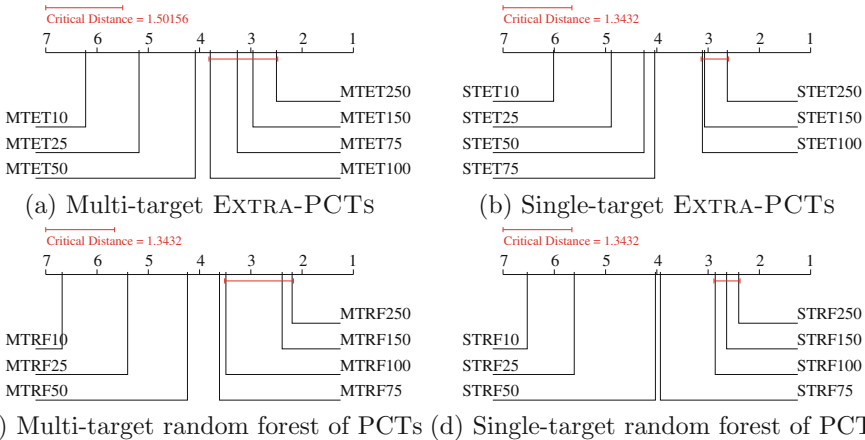 Critical Distance = 1.50156
7 6 5 4 3 2 1
MTET10
MTET25
MTET50
MTET250
MTET150
MTET75
MTET100
(a) Multi-target EXTRA-PCTs
Critical Distance = 1.3432
7 6 5 4 3 2 1
STET10
STET25
STET50
STET75
STET250
STET150
STET100
(b) Single-target EXTRA-PCTs
Critical Distance = 1.3432
7 6 5 4 3 2 1
MTRF10
MTRF25
MTRF50
MTRF250
MTRF150
MTRF100
MTRF75
) Multi-target random forest of PCTs
Critical Distance = 1.3432
7 6 5 4 3 2 1
STRF10
STRF25
STRF50
STRF250
STRF150
STRF100
STRF75
(d) Single-target random forest of PCT